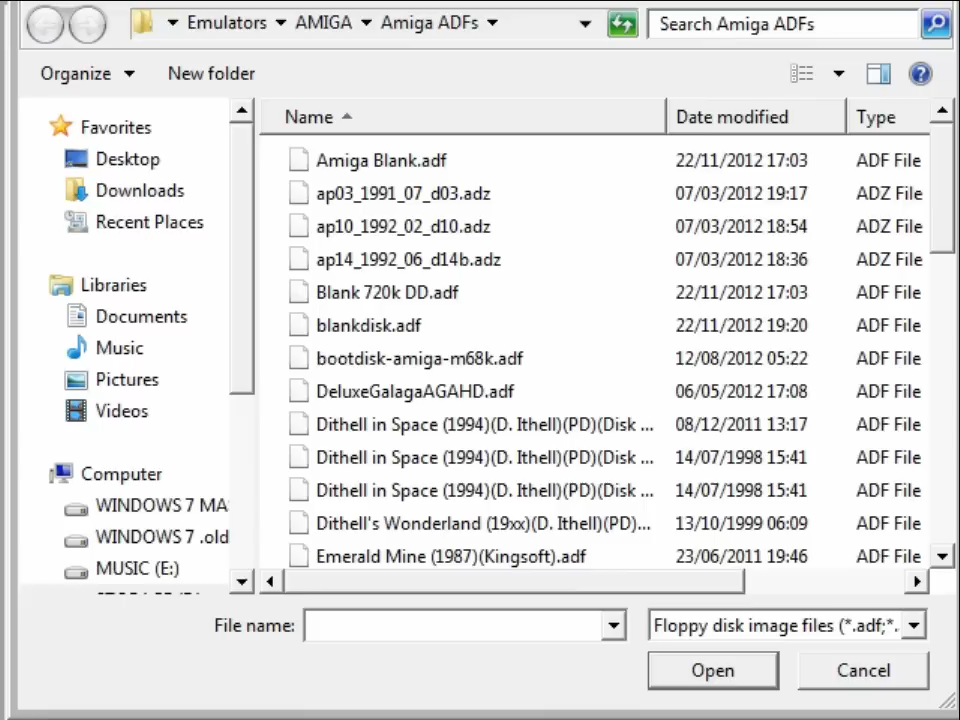 Emulators AMIGA Amiga ADFs Search Amiga ADFs
Organize New folder
Name Date modified Type
Favorites
Desktop
Downloads
Recent Places
Libraries
Documents
Music
Pictures
Videos
Computer
WINDOWS 7 MA
WINDOWS 7 .old
MUSIC (E:)
Amiga Blank.adf 22/11/2012 17:03 ADF File
ap03_1991_07_d03.adz 07/03/2012 19:17 ADZ File
ap10_1992_02_d10.adz 07/03/2012 18:54 ADZ File
ap14_1992_06_d14b.adz 07/03/2012 18:36 ADZ File
Blank 720k DD.adf 22/11/2012 17:03 ADF File
blankdisk.adf 22/11/2012 19:20 ADF File
bootdisk-amiga-m68k.adf 12/08/2012 05:22 ADF File
DeluxeGalagaAGAHD.adf 06/05/2012 17:08 ADF File
Dithell in Space (1994)(D. Ithell)(PD)(Disk ... 08/12/2011 13:17 ADF File
Dithell in Space (1994)(D. Ithell)(PD)(Disk ... 14/07/1998 15:41 ADF File
Dithell in Space (1994)(D. Ithell)(PD)(Disk ... 14/07/1998 15:41 ADF File
Dithell's Wonderland (19xx)(D. Ithell)(PD)... 13/10/1999 06:09 ADF File
Emerald Mine (1987)(Kingsoft).adf 23/06/2011 19:46 ADF File
File name: Floppy disk image files (*.adf;*.
Open Cancel